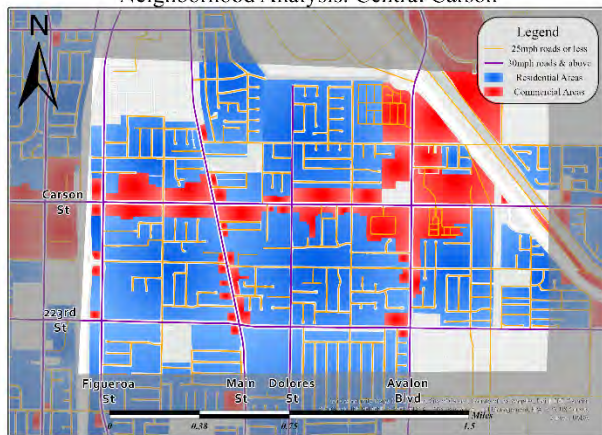 Neighborhood Analysis: Central Carson
N
Legend
25mph roads or less
30mph roads & above
Residential Areas
Commercial Areas
Carson
St
223rd
St
Figueroa
St
Main
St
Dolores
St
Avalon
Blvd
0
0.38
0.75
1.5
Miles